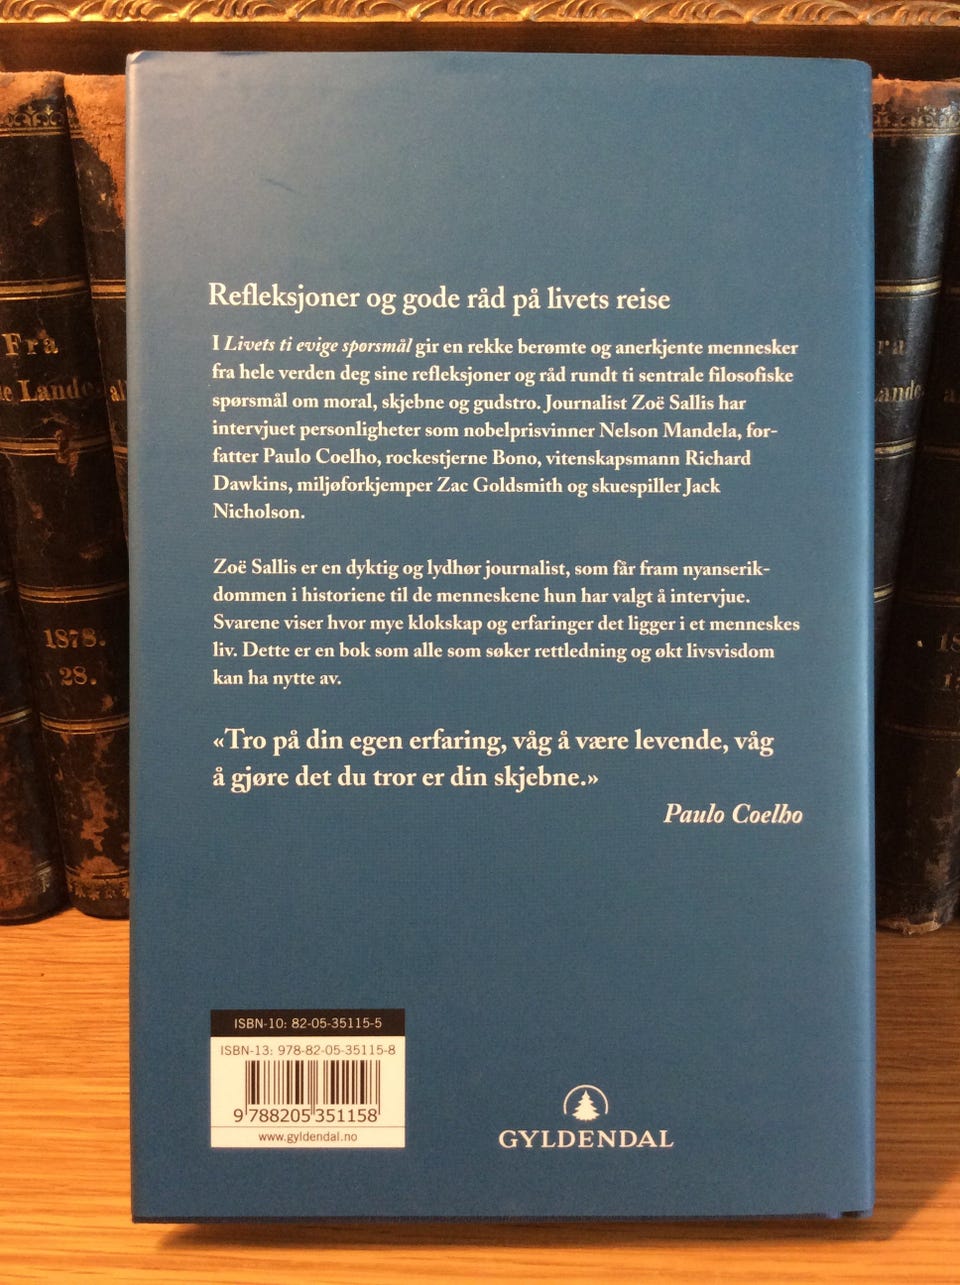 Refleksjoner og gode råd på livets reise
I Livets ti evige spørsmål gir en rekke berømte og anerkjente mennesker
fra hele verden deg sine refleksjoner og råd rundt ti sentrale filosofiske
spørsmål om moral, skjebne og gudstro. Journalist Zoë Sallis har
intervjuet personligheter som nobelprisvinner Nelson Mandela, for-
fatter Paulo Coelho, rockestjerne Bono, vitenskapsmann Richard
Dawkins, miljøforkjemper Zac Goldsmith og skuespiller Jack
Nicholson.
Zoë Sallis er en dyktig og lydhør journalist, som får fram nyanserik-
dommen i historiene til de menneskene hun har valgt å intervjue.
Svarene viser hvor mye klokskap og erfaringer det ligger i et menneskes
liv. Dette er en bok som alle som søker rettledning og økt livsvisdom
kan ha nytte av.
«Tro på din egen erfaring, våg å være levende, våg
å gjøre det du tror er din skjebne.»
Paulo Coelho
ISBN-10: 82-05-35115-5
ISBN-13: 978-82-05-35115-8
9 788205 351158
www.gyldendal.no
GYLDENDAL
Fra
Lande
1878.
28.